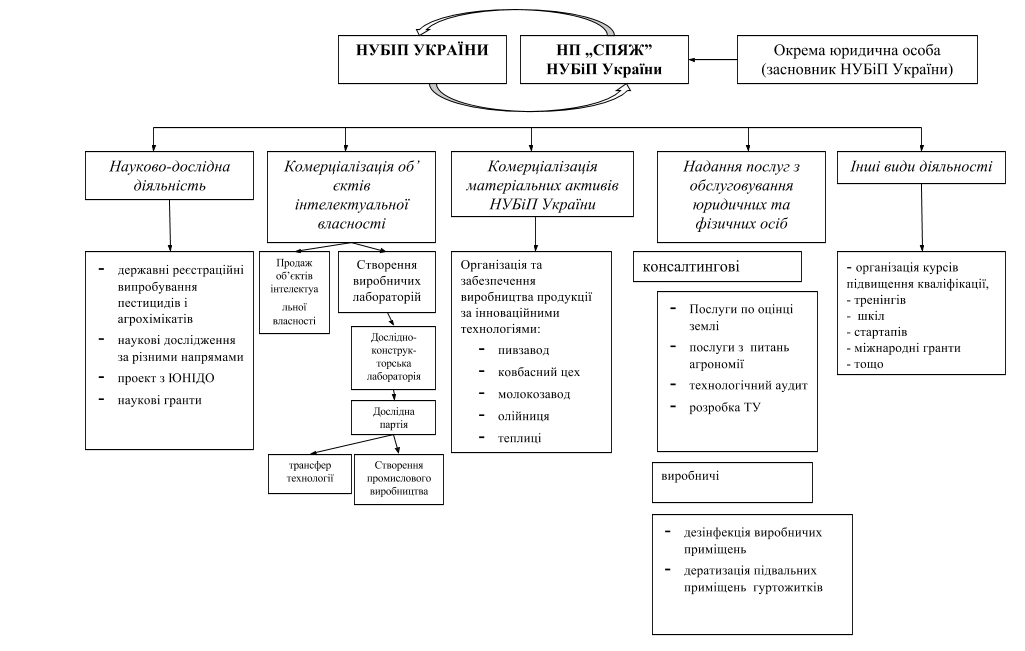 НУБІП УКРАЇНИ
НП „СПЯЖ”
НУБіП України
Окрема юридична особа
(засновник НУБіП України)
Науково-дослідна
діяльність
Комерціалізація об’
єктів
інтелектуальної
власності
Комерціалізація
матеріальних активів
НУБіП України
Надання послуг з
обслуговування
юридичних та
фізичних осіб
Інші види діяльності
- державні реєстраційні
випробування
пестицидів і
агрохімікатів
- наукові дослідження
за різними напрямами
- проект з ЮНІДО
- наукові гранти
Продаж
об’єктів
інтелектуа
льної
власності
Створення
виробничих
лабораторій
Дослідно-
конструк-
торська
лабораторія
Дослідна
партія
трансфер
технології
Створення
промислового
виробництва
Організація та
забезпечення
виробництва продукції
за інноваційними
технологіями:
- пивзавод
- ковбасний цех
- молокозавод
- олійниця
- теплиці
консалтингові
- Послуги по оцінці
землі
- послуги з питань
агрономії
- технологічний аудит
- розробка ТУ
виробничі
- дезінфекція виробничих
приміщень
- дератизація підвальних
приміщень гуртожитків
- організація курсів
підвищення кваліфікації,
- тренінгів
- шкіл
- стартапів
- міжнародні гранти
- тощо